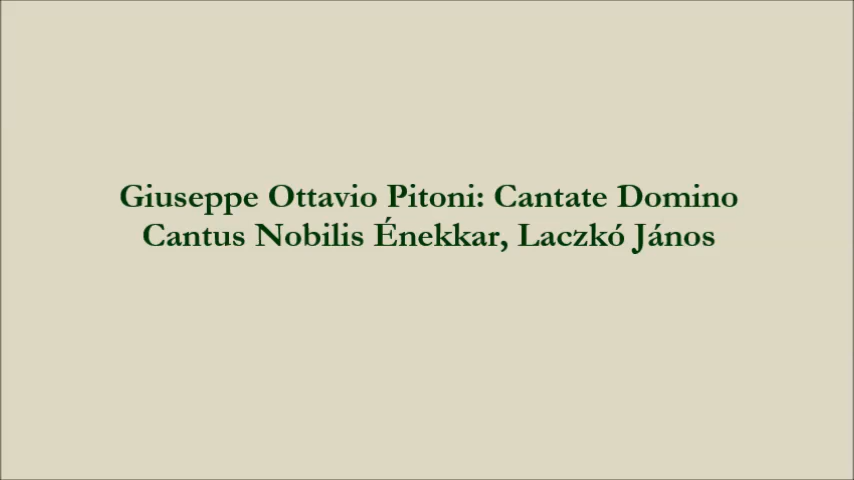 Giuseppe Ottavio Pitoni: Cantate Domino
Cantus Nobilis Énekkar, Laczkó János